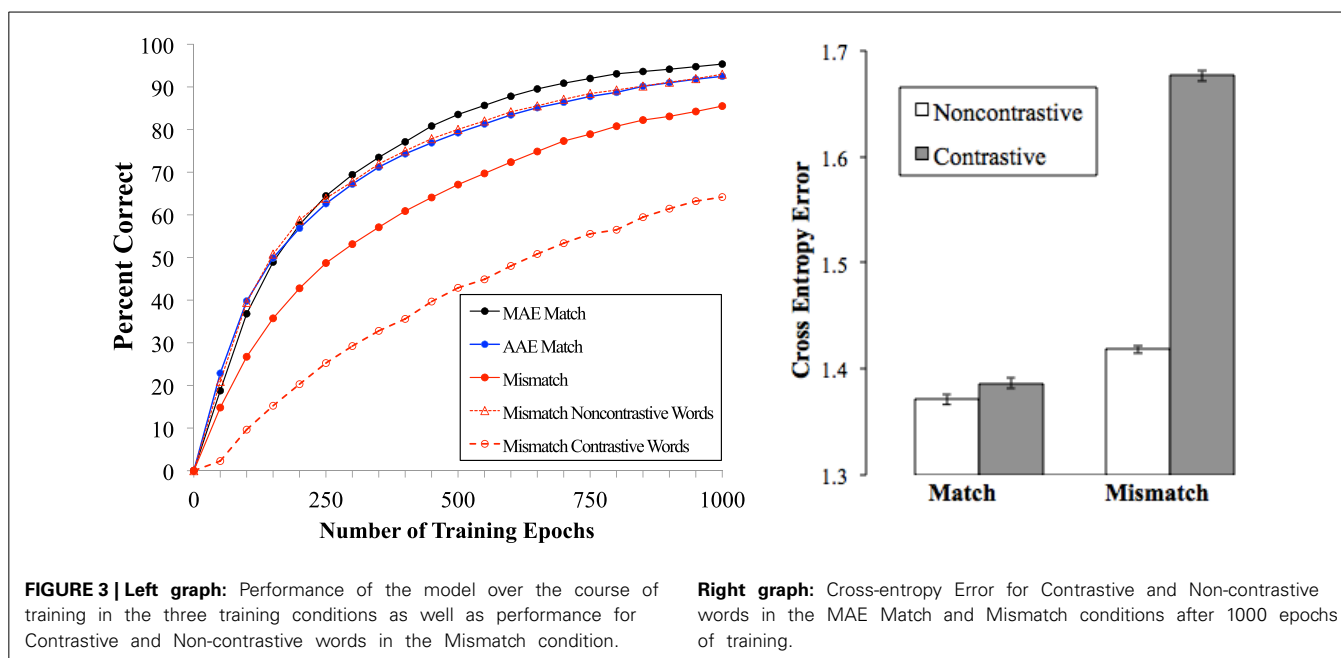 100
90
80
70
60
50
40
30
20
10
0
Percent Correct
0 250 500 750 1000
Number of Training Epochs
MAE Match
AAE Match
Mismatch
Mismatch Noncontrastive Words
Mismatch Contrastive Words
1.7
1.6
1.5
1.4
1.3
Cross Entropy Error
Noncontrastive
Contrastive
Match Mismatch
FIGURE 3 | Left graph: Performance of the model over the course of
training in the three training conditions as well as performance for
Contrastive and Non-contrastive words in the Mismatch condition.
Right graph: Cross-entropy Error for Contrastive and Non-contrastive
words in the MAE Match and Mismatch conditions after 1000 epochs
of training.